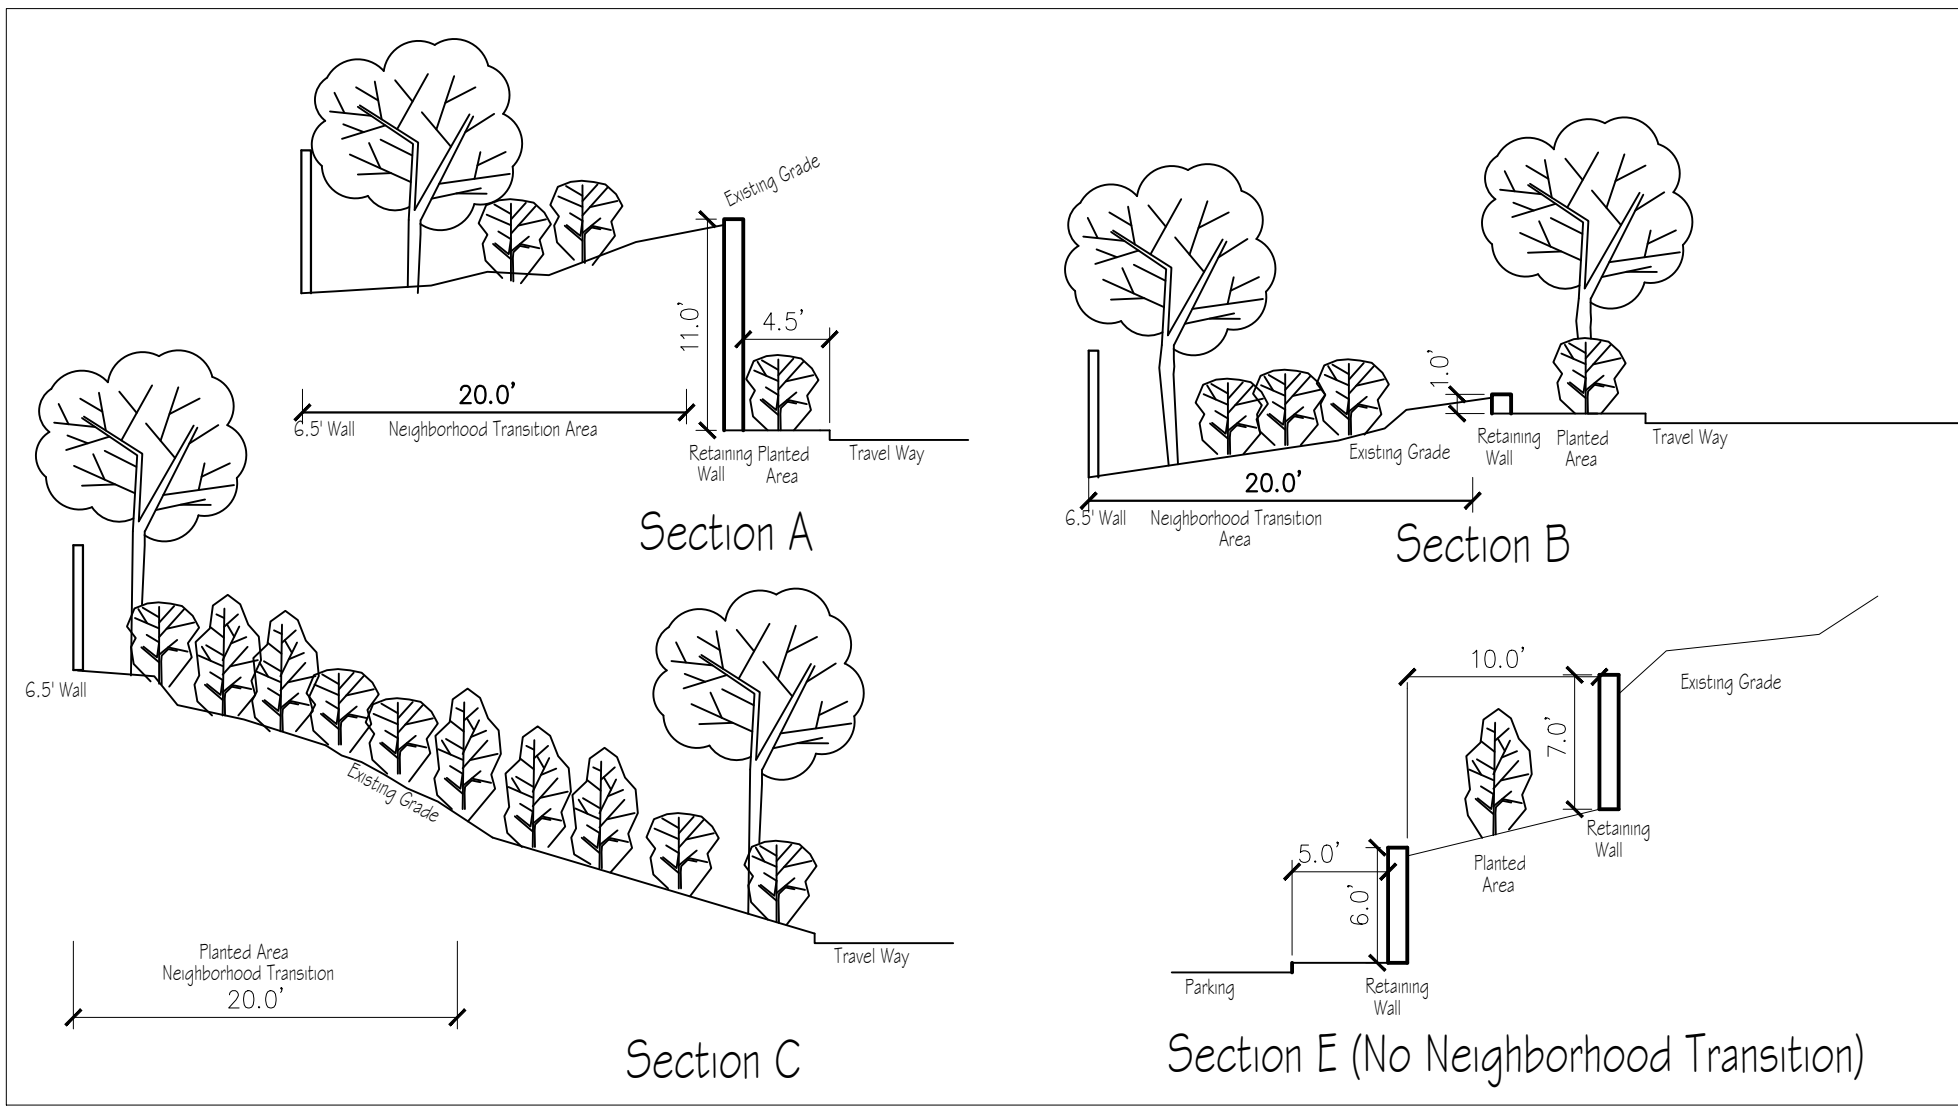 Existing Grade
11.0'
4.5'
20.0'
6.5' Wall
Neighborhood Transition Area
Retaining
Wall
Planted
Area
Travel Way
Section A
1.0'
Existing Grade
Retaining
Wall
Planted
Area
Travel Way
20.0'
6.5' Wall
Neighborhood Transition
Area
Section B
6.5' Wall
Existing Grade
Travel Way
Planted Area
Neighborhood Transition
20.0'
Section C
10.0'
Existing Grade
7.0'
Retaining
Wall
5.0'
Planted
Area
6.0'
Parking
Retaining
Wall
Section E (No Neighborhood Transition)